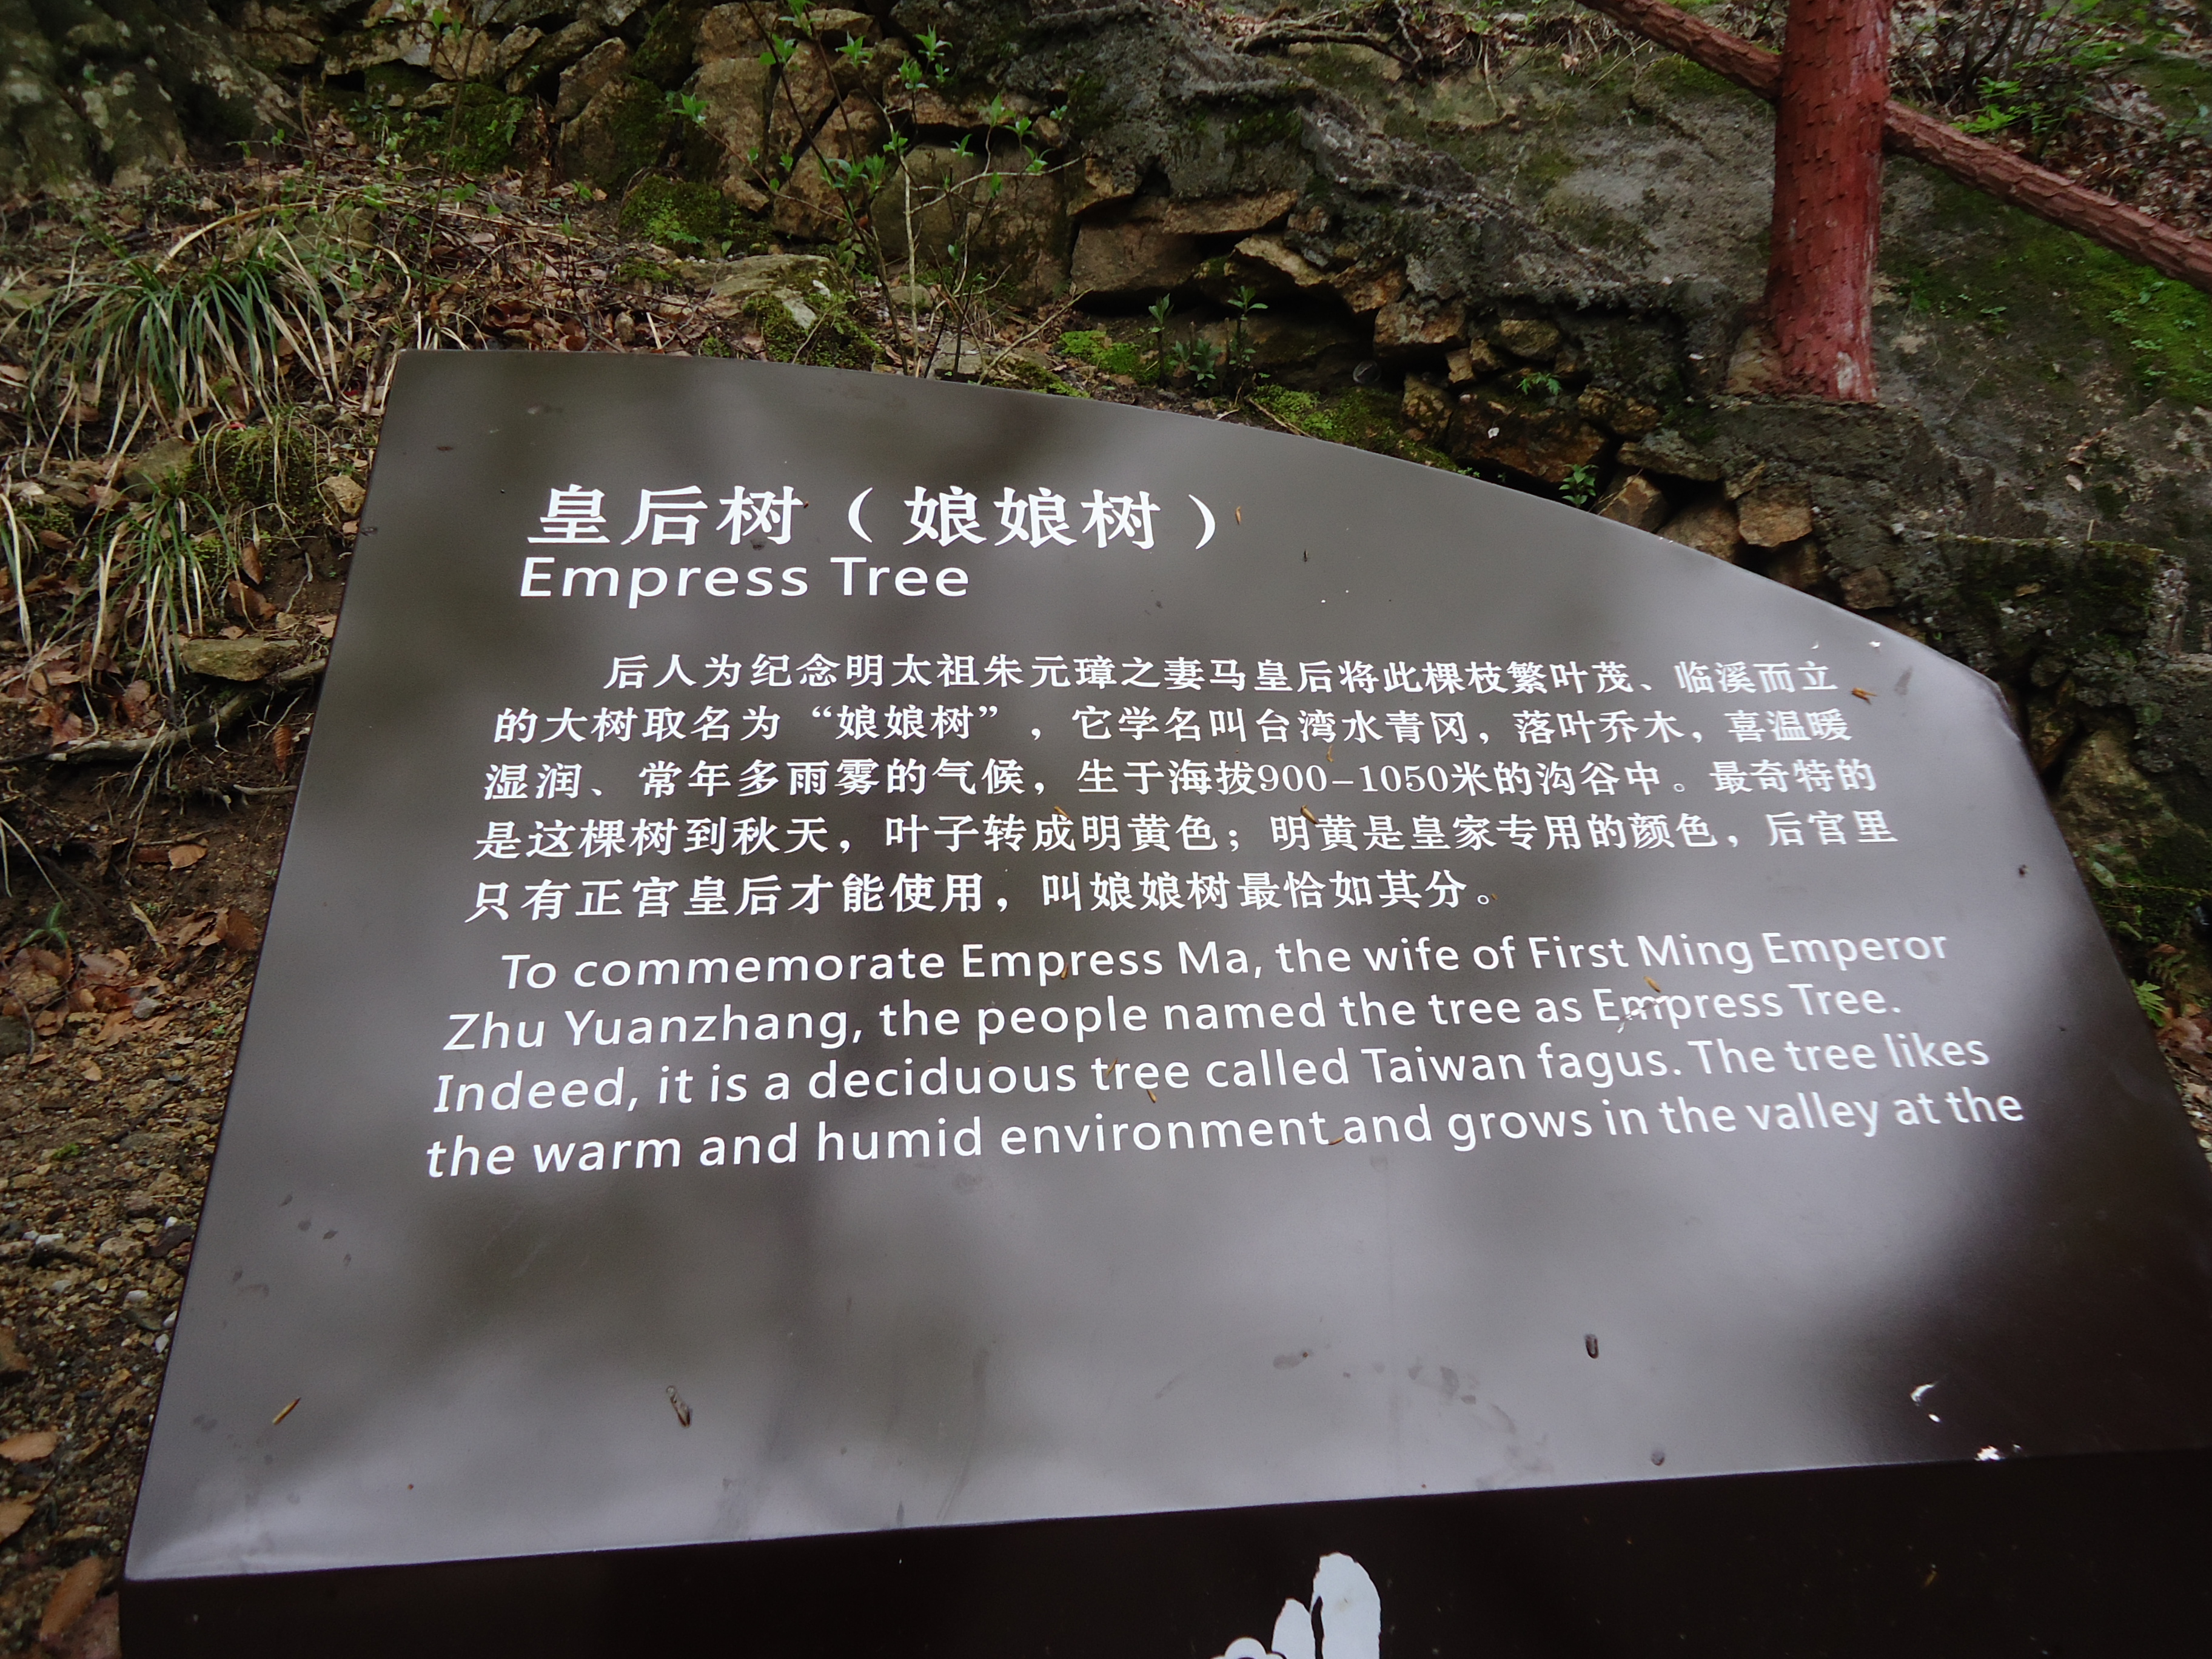 皇后树（娘娘树）
Empress Tree
后人为纪念明太祖朱元璋之妻马皇后将此棵枝繁叶茂、临溪而立
的大树取名为“娘娘树”，它学名叫台湾水青冈，落叶乔木，喜温暖
湿润、常年多雨雾的气候，生于海拔900-1050米的沟谷中。最奇特的
是这棵树到秋天，叶子转成明黄色；明黄是皇家专用的颜色，后宫里
只有正宫皇后才能使用，叫娘娘树最恰如其分。
To commemorate Empress Ma, the wife of First Ming Emperor
Zhu Yuanzhang, the people named the tree as Empress Tree.
Indeed, it is a deciduous tree called Taiwan fagus. The tree likes
the warm and humid environment and grows in the valley at the